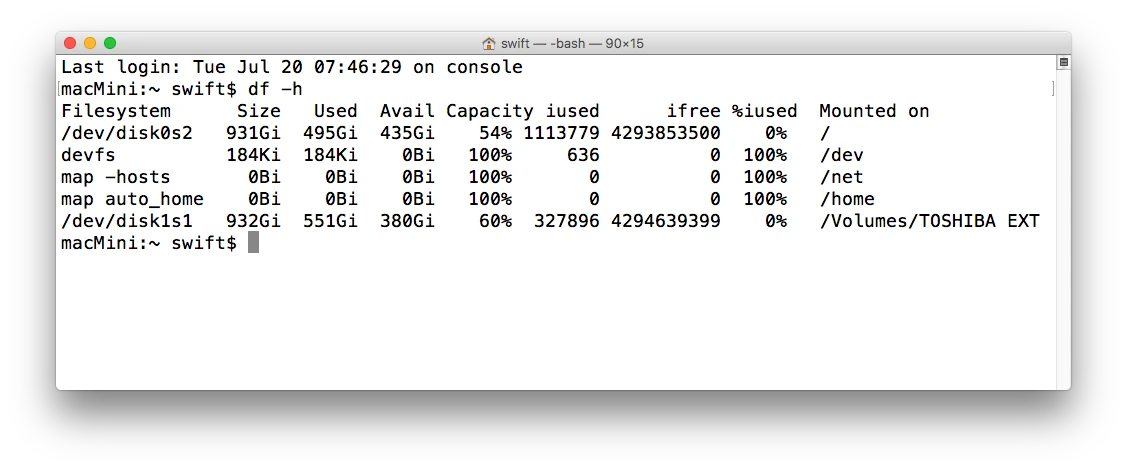 swift — -bash — 90×15
Last login: Tue Jul 20 07:46:29 on console
[macMini:~ swift$ df -h ]
Filesystem      Size   Used  Avail Capacity iused      ifree %iused  Mounted on
/dev/disk0s2   931Gi  495Gi  435Gi    54% 1113779 4293853500    0%   /
devfs          184Ki  184Ki    0Bi   100%     636          0  100%   /dev
map -hosts       0Bi    0Bi    0Bi   100%       0          0  100%   /net
map auto_home    0Bi    0Bi    0Bi   100%       0          0  100%   /home
/dev/disk1s1   932Gi  551Gi  380Gi    60%  327896 4294639399    0%   /Volumes/TOSHIBA EXT
macMini:~ swift$